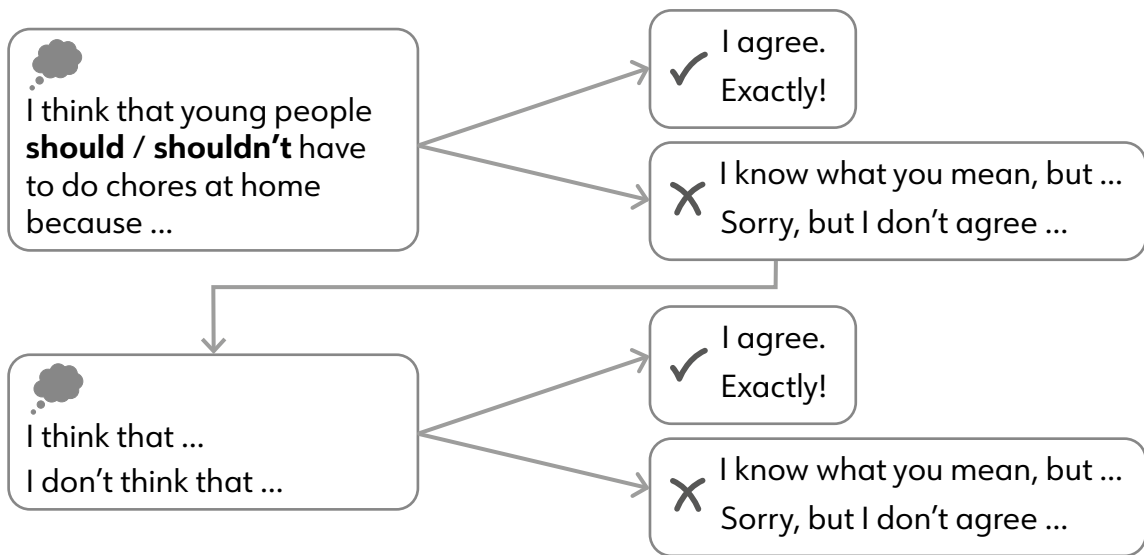 I think that young people
should / shouldn’t have
to do chores at home
because ...
I agree.
Exactly!
I know what you mean, but ...
Sorry, but I don’t agree ...
I think that ...
I don’t think that ...
I agree.
Exactly!
I know what you mean, but ...
Sorry, but I don’t agree ...